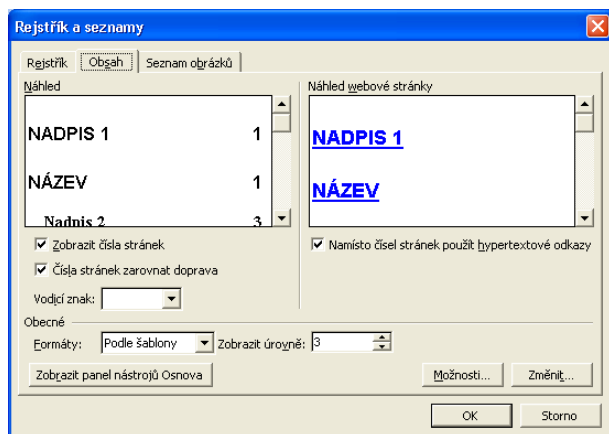 Rejstřík a seznamy
Rejstřík Obsah Seznam obrázků
Náhled
NADPIS 1 1
NÁZEV 1
Nadpis 2 3
Náhled webové stránky
NADPIS 1
NÁZEV
Zobrazit čísla stránek
Čísla stránek zarovnat doprava
Vodicí znak:
Namísto čísel stránek použít hypertextové odkazy
Obecné
Formáty: Podle šablony Zobrazit úrovně: 3
Zobrazit panel nástrojů Osnova Možnosti... Změnit...
OK Storno